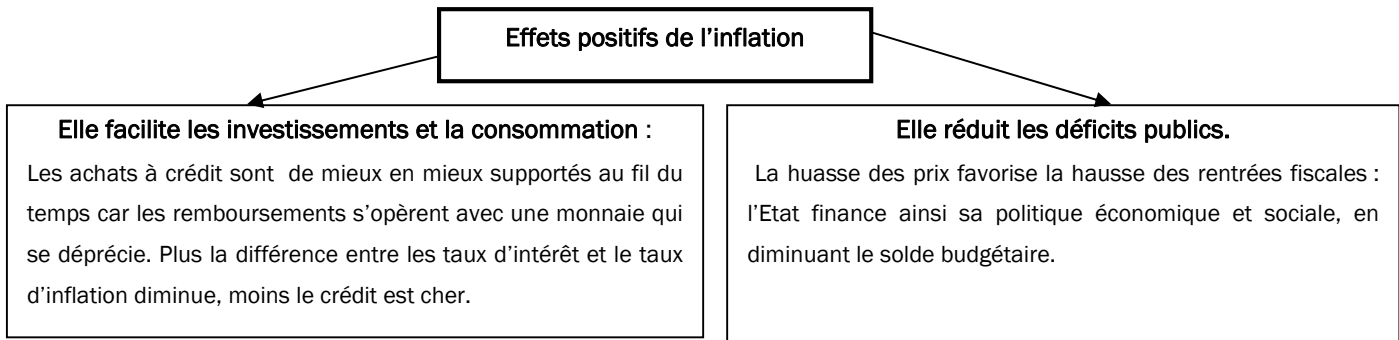 Effets positifs de l’inflation
Elle facilite les investissements et la consommation :
Les achats à crédit sont de mieux en mieux supportés au fil du
temps car les remboursements s’opèrent avec une monnaie qui
se déprécie. Plus la différence entre les taux d’intérêt et le taux
d’inflation diminue, moins le crédit est cher.
Elle réduit les déficits publics.
La huasse des prix favorise la hausse des rentrées fiscales :
l’Etat finance ainsi sa politique économique et sociale, en
diminuant le solde budgétaire.